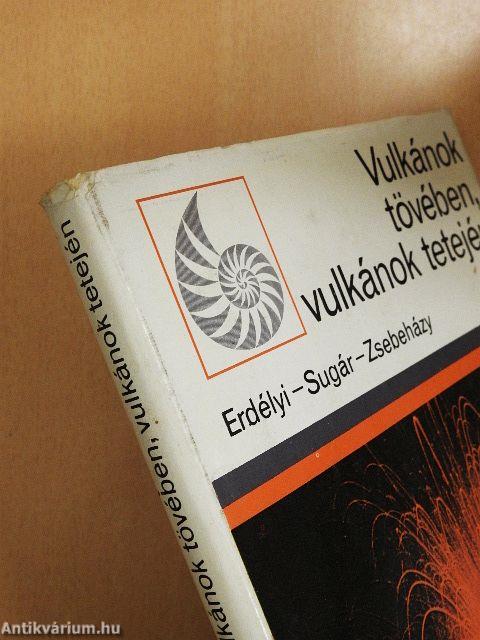 Vulkánok
tövében,
vulkánok tetején
Erdélyi – Sugár – Zsebeházy
vulkánok tövében, vulkánok tetején
Antikvárium.hu